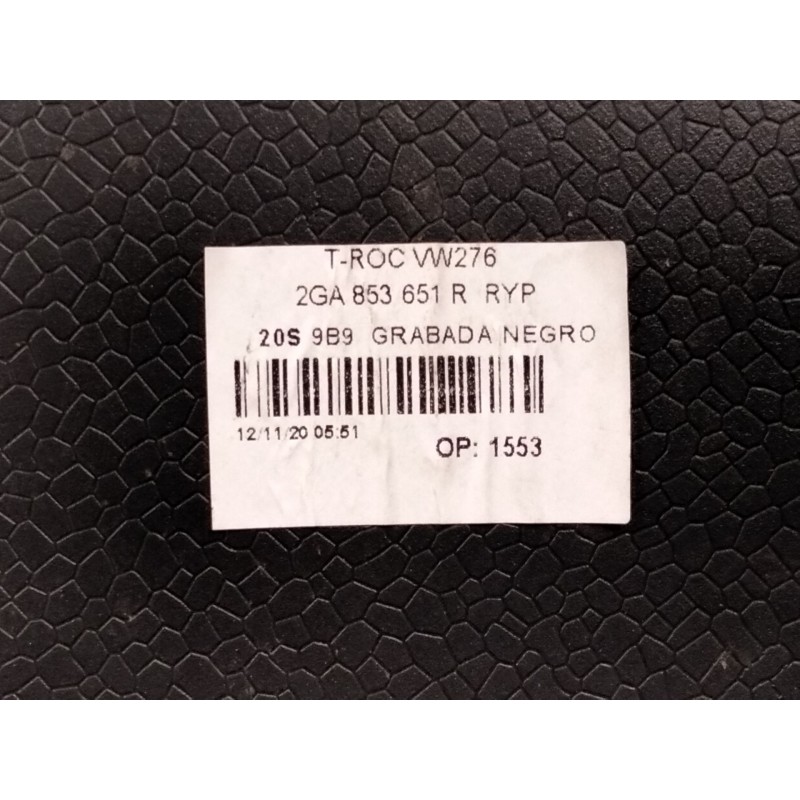 T-ROC VW276
2GA 853 651 R RYP
20S 9B9 GRABADA NEGRO
12/11/20 05:51
OP: 1553